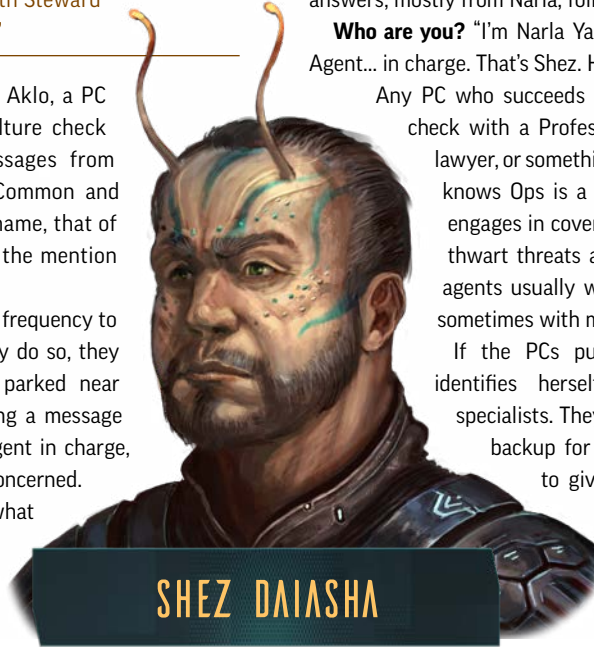 th Steward
”
Aklo, a PC
lture check
ssages from
Common and
name, that of
the mention
frequency to
y do so, they
parked near
ng a message
gent in charge,
oncerned.
what
answers, mostly from Narla, fol
Who are you? “I’m Narla Ya
Agent... in charge. That’s Shez. H
Any PC who succeeds
check with a Profes
lawyer, or somethi
knows Ops is a
engages in cover
thwart threats a
agents usually w
sometimes with m
If the PCs pu
identifies hersel
specialists. They
backup for
to giv
SHEZ DAIASHA